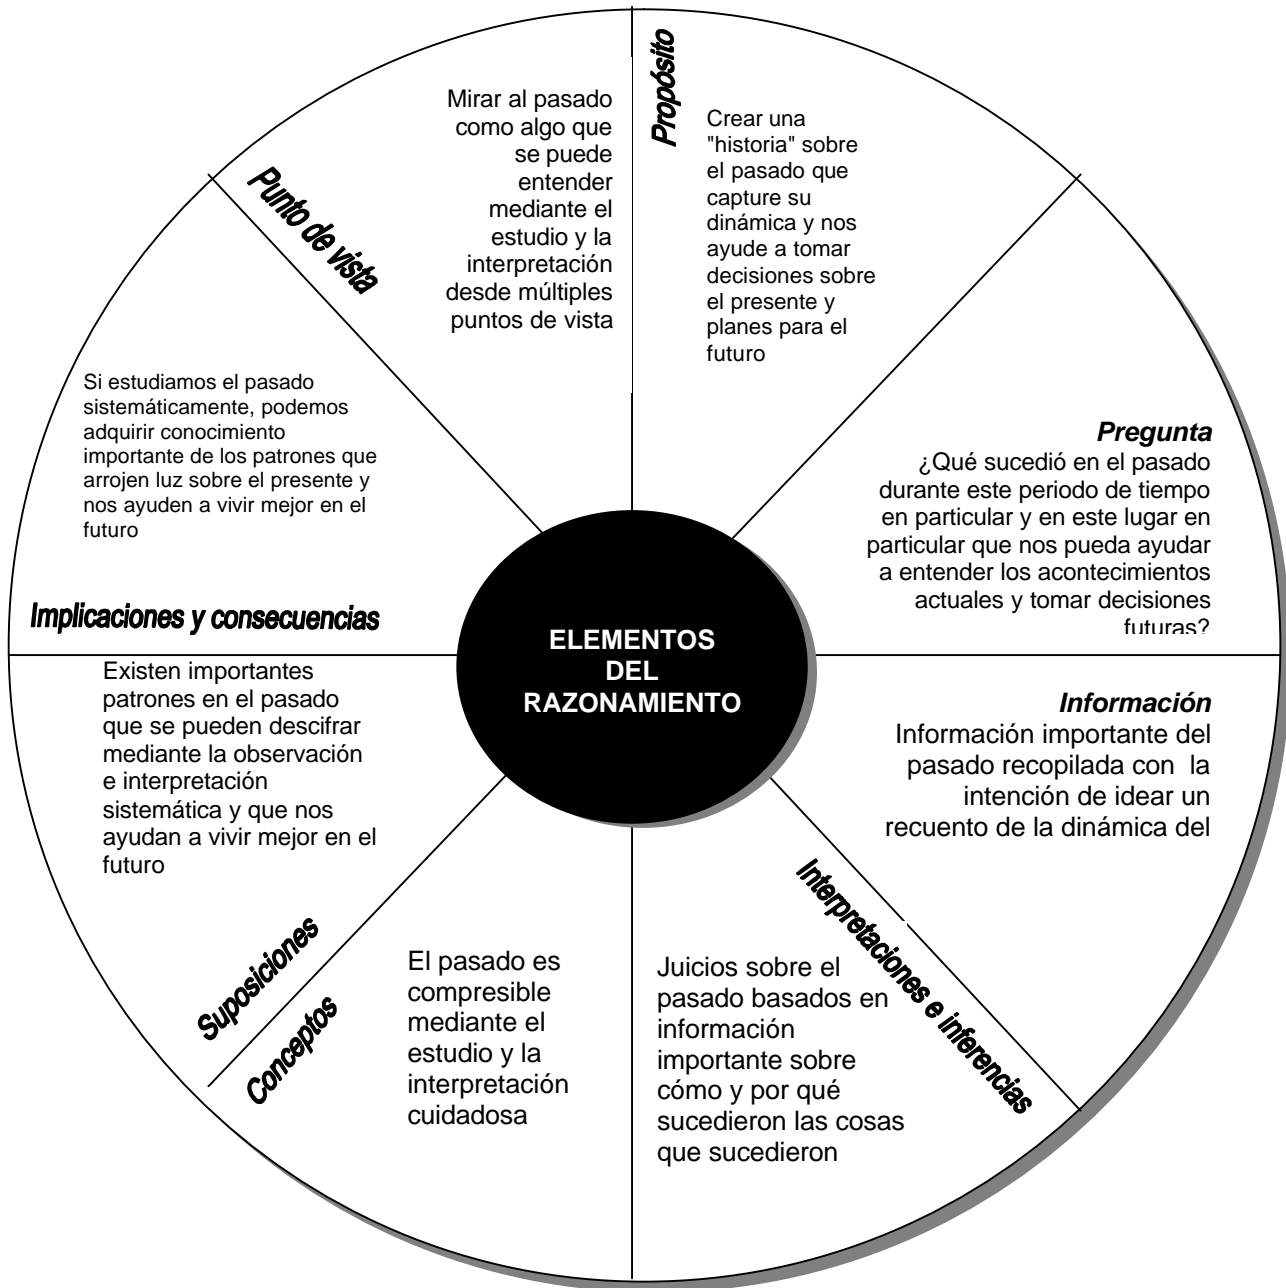 Propósito
Crear una
"historia" sobre
el pasado que
capture su
dinámica y nos
ayude a tomar
decisiones sobre
el presente y
planes para el
futuro
Pregunta
¿Qué sucedió en el pasado
durante este periodo de tiempo
en particular y en este lugar en
particular que nos pueda ayudar
a entender los acontecimientos
actuales y tomar decisiones
futuras?
Información
Información importante del
pasado recopilada con la
intención de idear un
recuento de la dinámica del
Interpretaciones e inferencias
Juicios sobre el
pasado basados en
información
importante sobre
cómo y por qué
sucedieron las cosas
que sucedieron
Conceptos
El pasado es
compresible
mediante el
estudio y la
interpretación
cuidadosa
Suposiciones
Existen importantes
patrones en el pasado
que se pueden descifrar
mediante la observación
e interpretación
sistemática y que nos
ayudan a vivir mejor en el
futuro
Implicaciones y consecuencias
Si estudiamos el pasado
sistemáticamente, podemos
adquirir conocimiento
importante de los patrones que
arrojen luz sobre el presente y
nos ayuden a vivir mejor en el
futuro
Punto de vista
Mirar al pasado
como algo que
se puede
entender
mediante el
estudio y la
interpretación
desde múltiples
puntos de vista
ELEMENTOS
DEL
RAZONAMIENTO